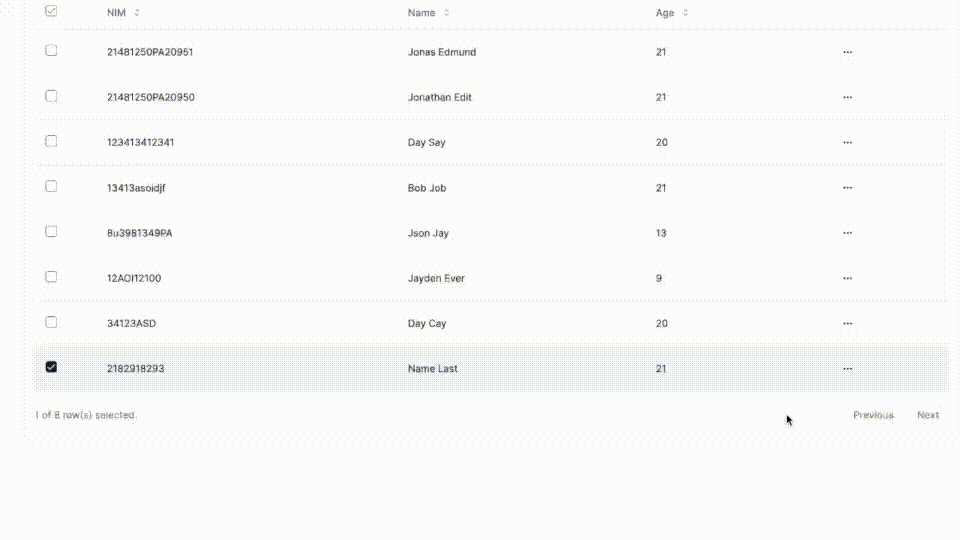 NIM Name Age
21481250PA20951 Jonas Edmund 21 ...
21481250PA20950 Jonathan Edit 21 ...
123413412341 Day Say 20 ...
13413asoidjf Bob Job 21 ...
8u3981349PA Json Jay 13 ...
12AOI12100 Jayden Ever 9 ...
34123ASD Day Cay 20 ...
2182918293 Name Last 21 ...
1 of 8 row(s) selected. Previous Next